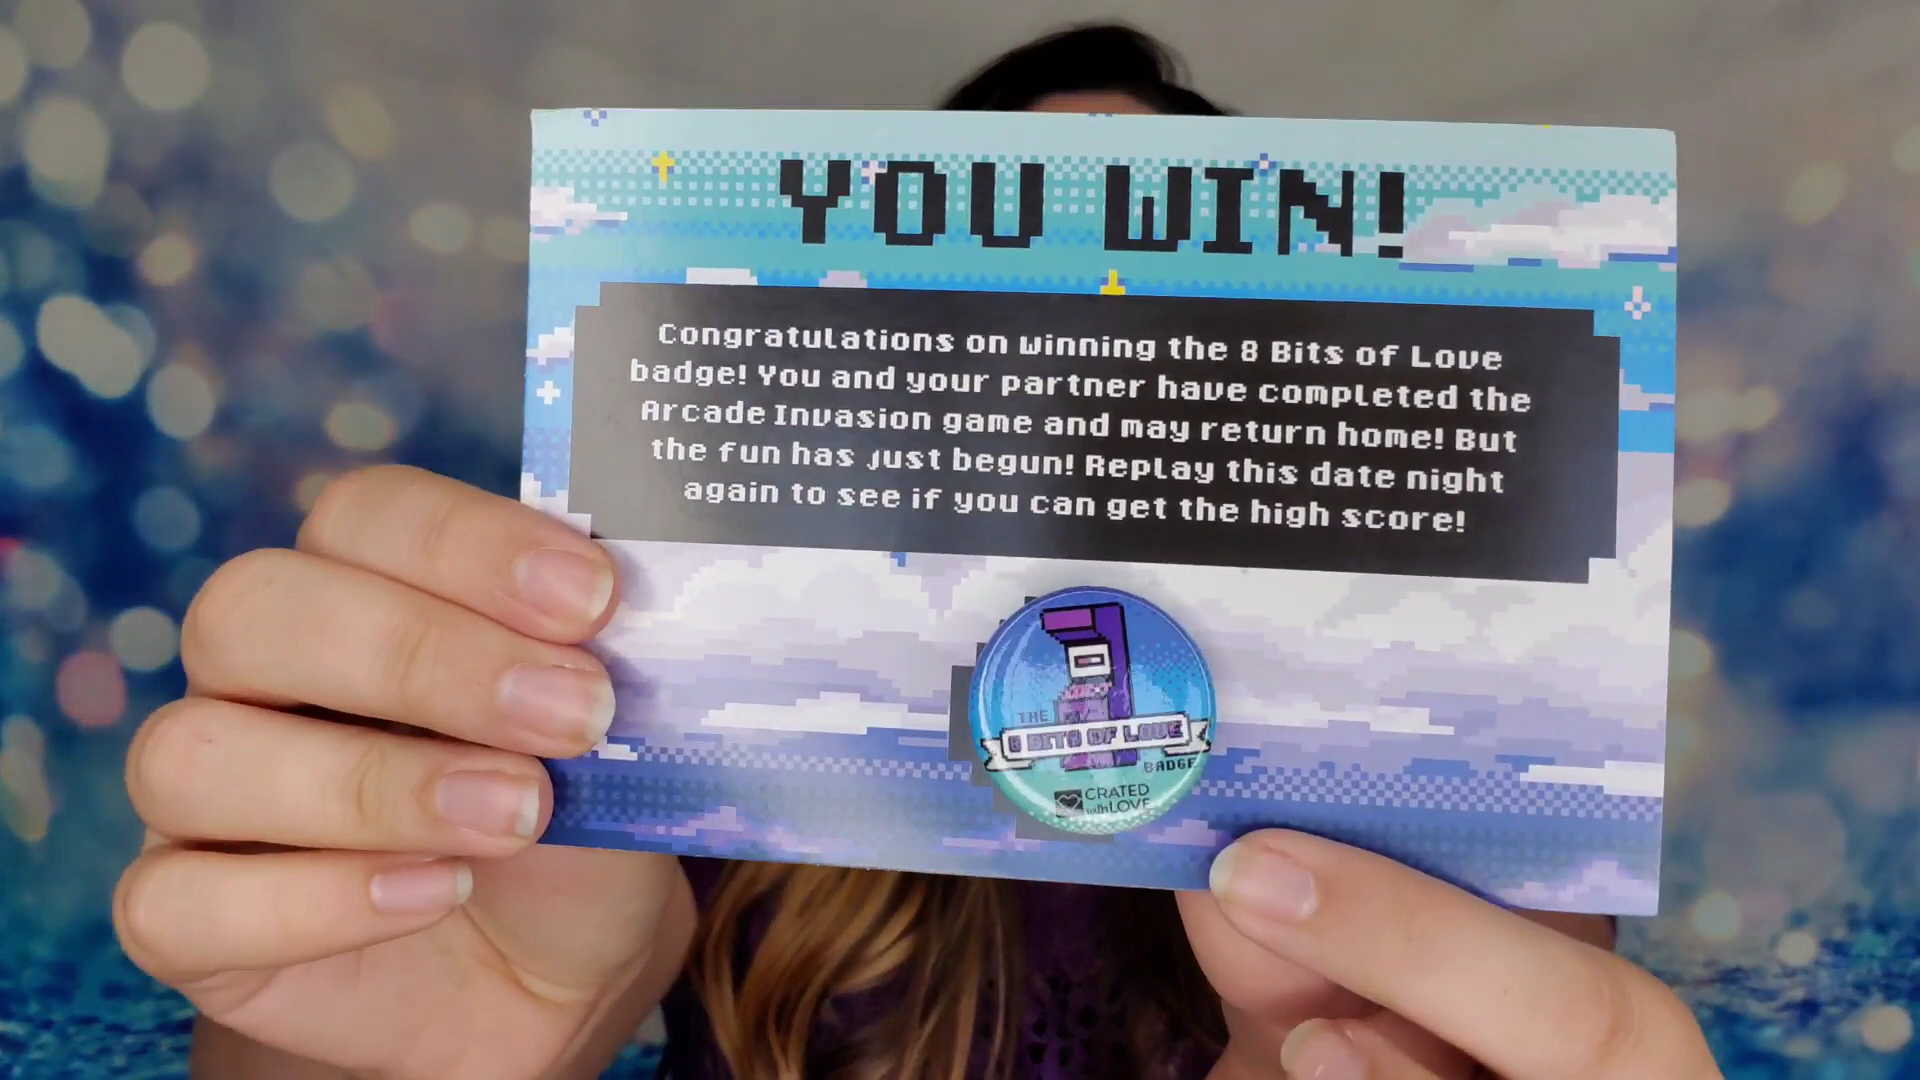 YOU WIN!
Congratulations on winning the 8 Bits of Love
badge! You and your partner have completed the
Arcade Invasion game and may return home! But
the fun has just begun! Replay this date night
again to see if you can get the high score!
THE
8 BITS OF LOVE
BADGE
CRATED
with LOVE